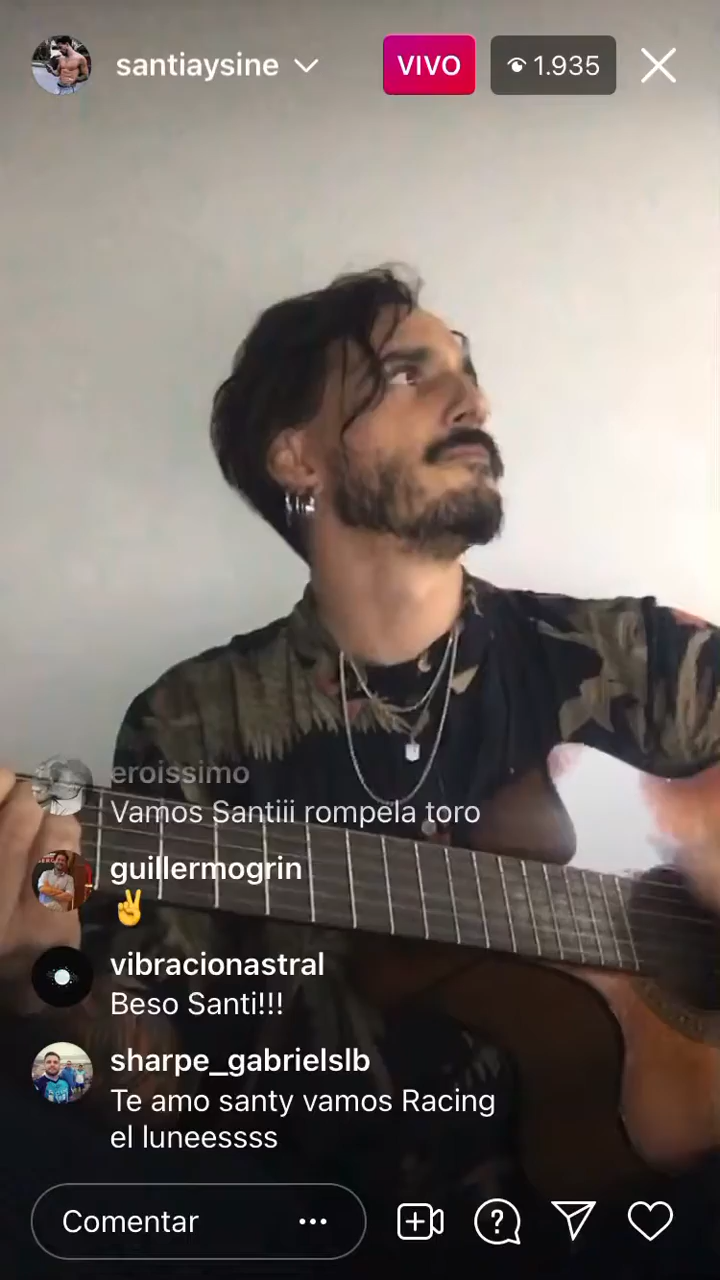 santiaysine
VIVO
1.935
eroissimo
Vamos Santiii rompela toro
guillermogrin
✌️
vibracionastral
Beso Santi!!!
sharpe_gabrielslb
Te amo santy vamos Racing
el luneessss
Comentar